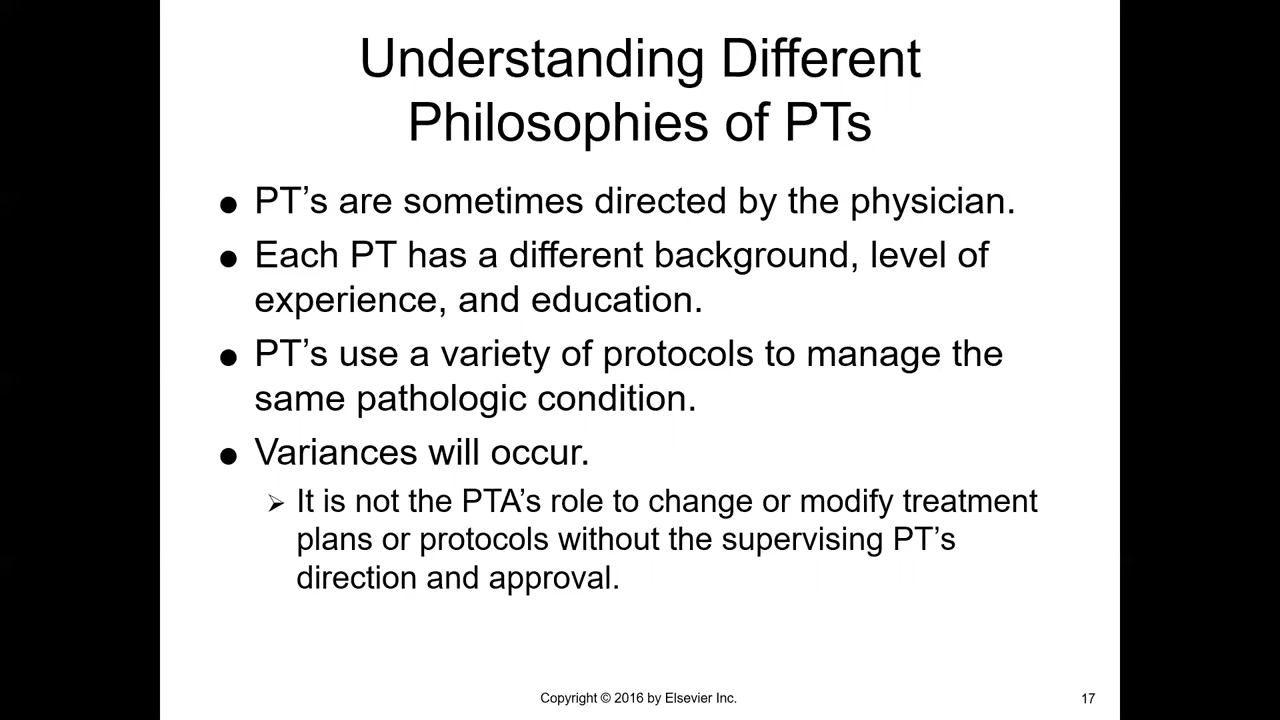 Understanding Different
Philosophies of PTs
● PT’s are sometimes directed by the physician.
● Each PT has a different background, level of
experience, and education.
● PT’s use a variety of protocols to manage the
same pathologic condition.
● Variances will occur.
➢ It is not the PTA’s role to change or modify treatment
plans or protocols without the supervising PT’s
direction and approval.
Copyright © 2016 by Elsevier Inc.
17